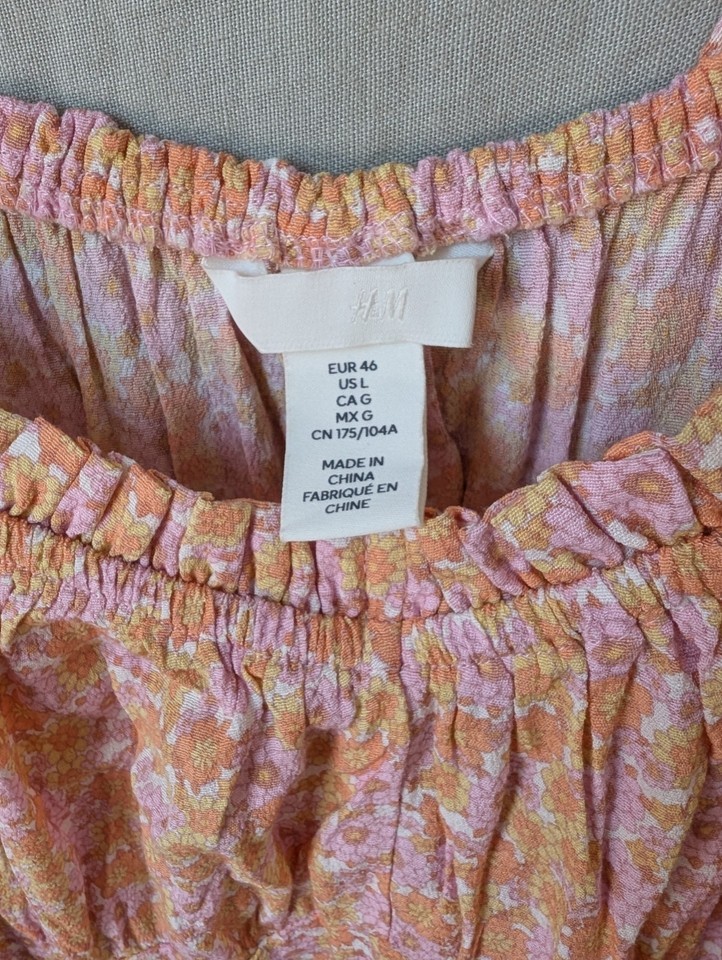 H&M
EUR 46
US L
CA G
MX G
CN 175/104A
MADE IN
CHINA
FABRIQUÉ EN
CHINE